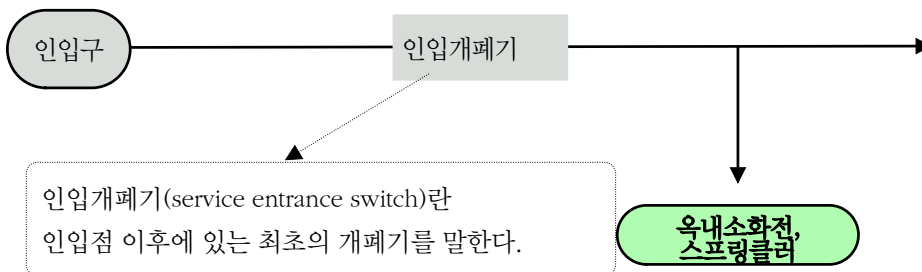 인입구
인입개폐기
인입개폐기(service entrance switch)란
인입점 이후에 있는 최초의 개폐기를 말한다.
옥내소화전,
스프링클러